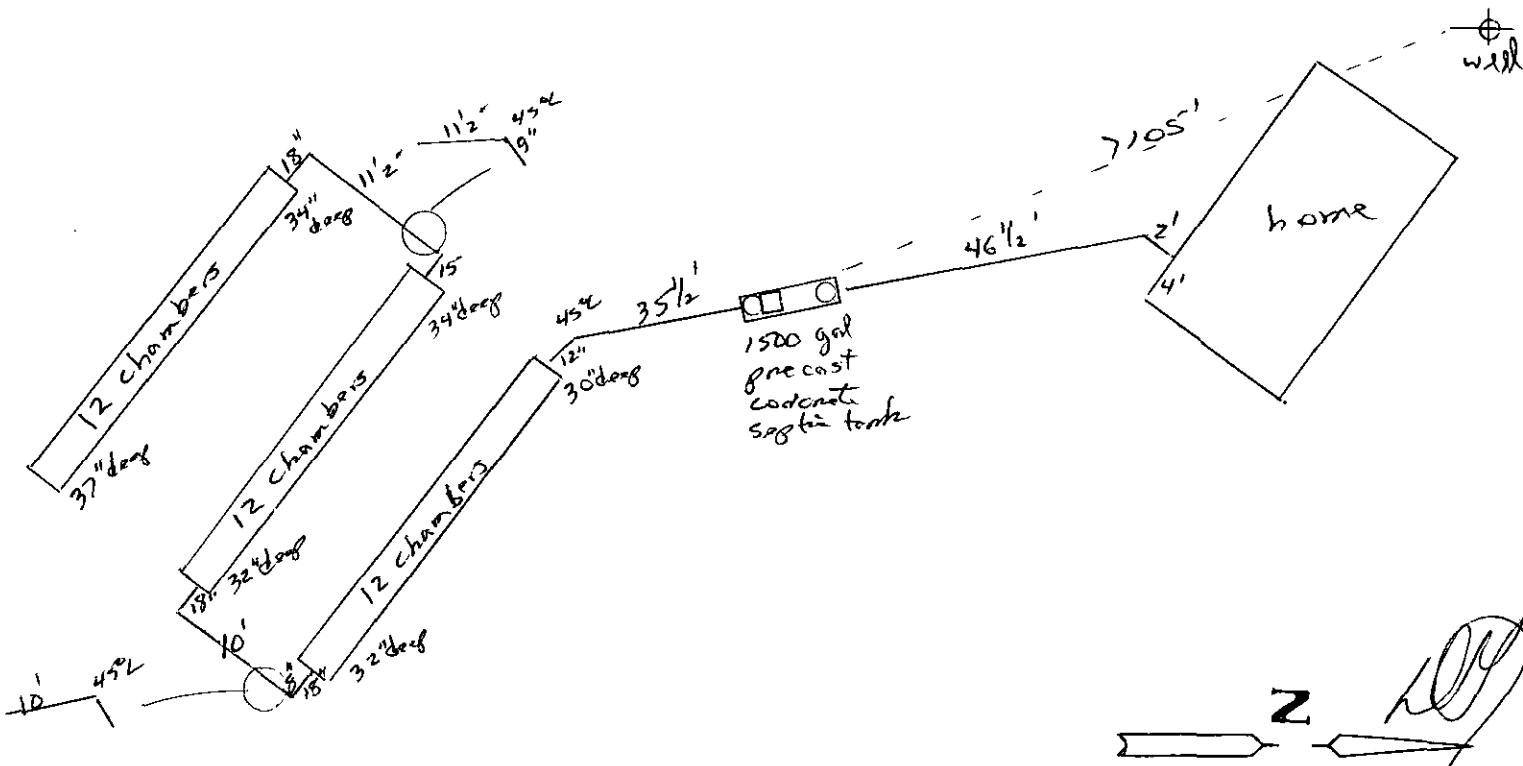 well
>105'
home
2'
4'
46 1/2'
1500 gal
precast
concrete
septic tank
35 1/2'
45°L
12"
30"deep
12 chambers
32"deep
18"
8"
10'
45°L
10'
18"
32"deep
12 chambers
34"deep
15
11'2"
45°L
9"
11'2"
18"
34"
deep
12 chambers
37"deep
N